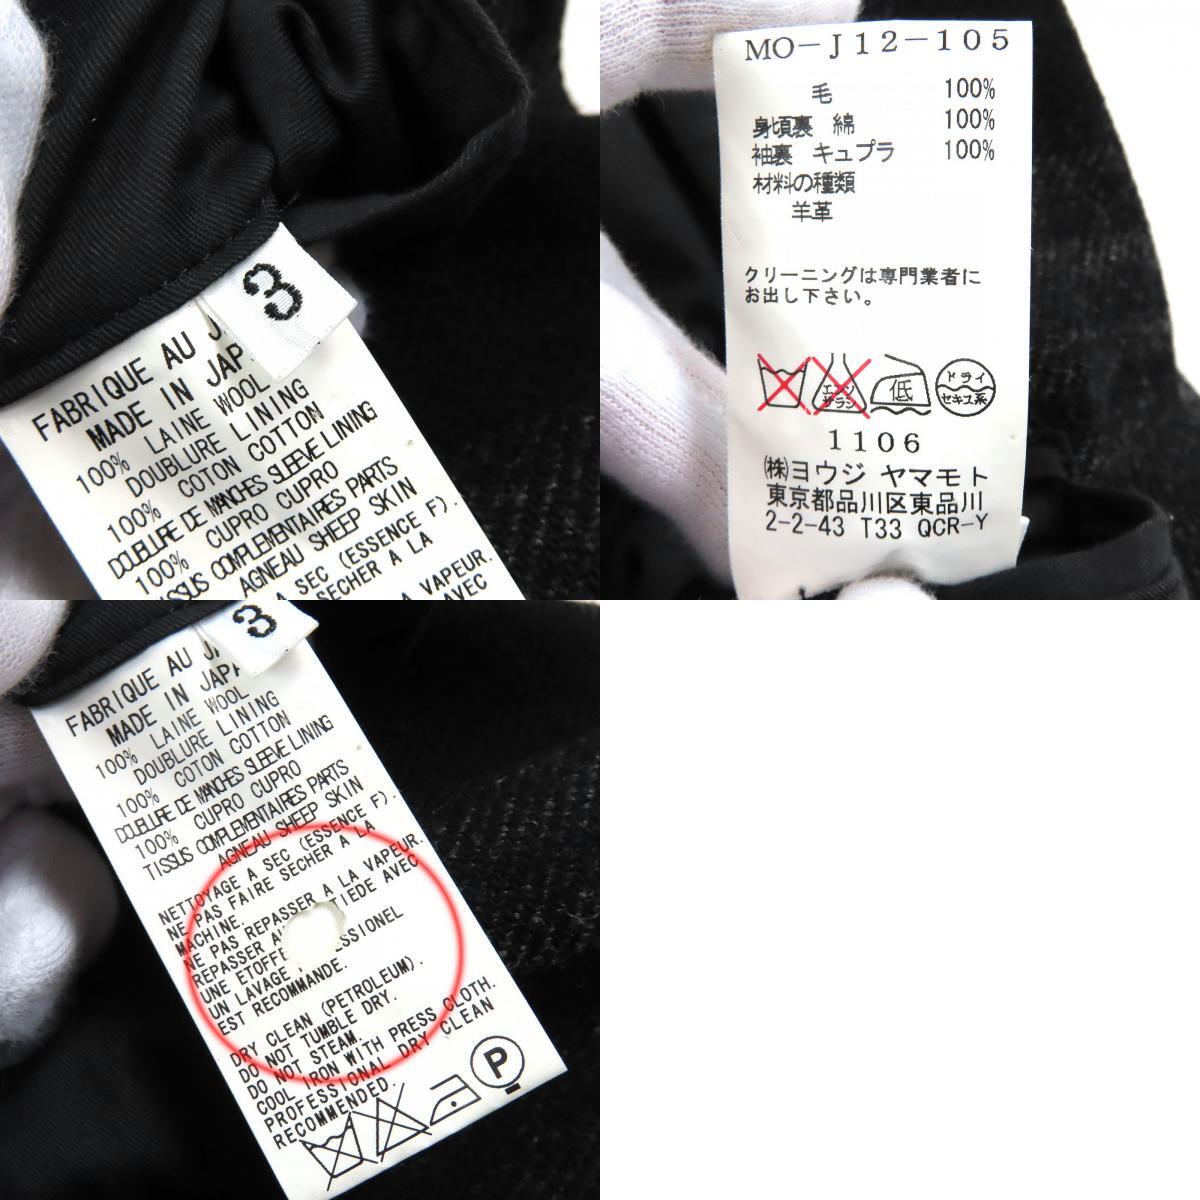 3
FABRIQUE AU
MADE IN JAP
100% LAINE WOOL
DOUBLURE LINING
100% COTON COTTON
DOUBLURE DE MANCHES SLEEVE LINING
100% CUPRO CUPRO
TISSUS COMPLEMENTAIRES PARTS
AGNEAU SHEEP SKIN
A SEC (ESSENCE F).
SECHER A LA
A VAPEUR.
AVEC
MO-J12-105
毛 100%
身頃裏 綿 100%
袖裏 キュプラ 100%
材料の種類
羊革
クリーニングは専門業者に
お出し下さい。
エンソ サラシ 低 ドライ セキユ系
1106
㈱ヨウジ ヤマモト
東京都品川区東品川
2-2-43 T33 QCR-Y
3
FABRIQUE AU
MADE IN JAPA
100% LAINE WOOL
DOUBLURE LINING
100% COTON COTTON
DOUBLURE DE MANCHES SLEEVE LINING
100% CUPRO CUPRO
TISSUS COMPLEMENTAIRES PARTS
AGNEAU SHEEP SKIN
NETTOYAGE A SEC (ESSENCE F).
NE PAS FAIRE SECHER A LA
MACHINE.
NE PAS REPASSER A LA VAPEUR.
REPASSER A TIEDE AVEC
UNE ETOFFE
UN LAVAGE ESSIONEL
EST RECOMMANDE.
DRY CLEAN (PETROLEUM).
DO NOT TUMBLE DRY.
DO NOT STEAM.
COOL IRON WITH PRESS CLOTH.
PROFESSIONAL DRY CLEAN
RECOMMENDED.
P